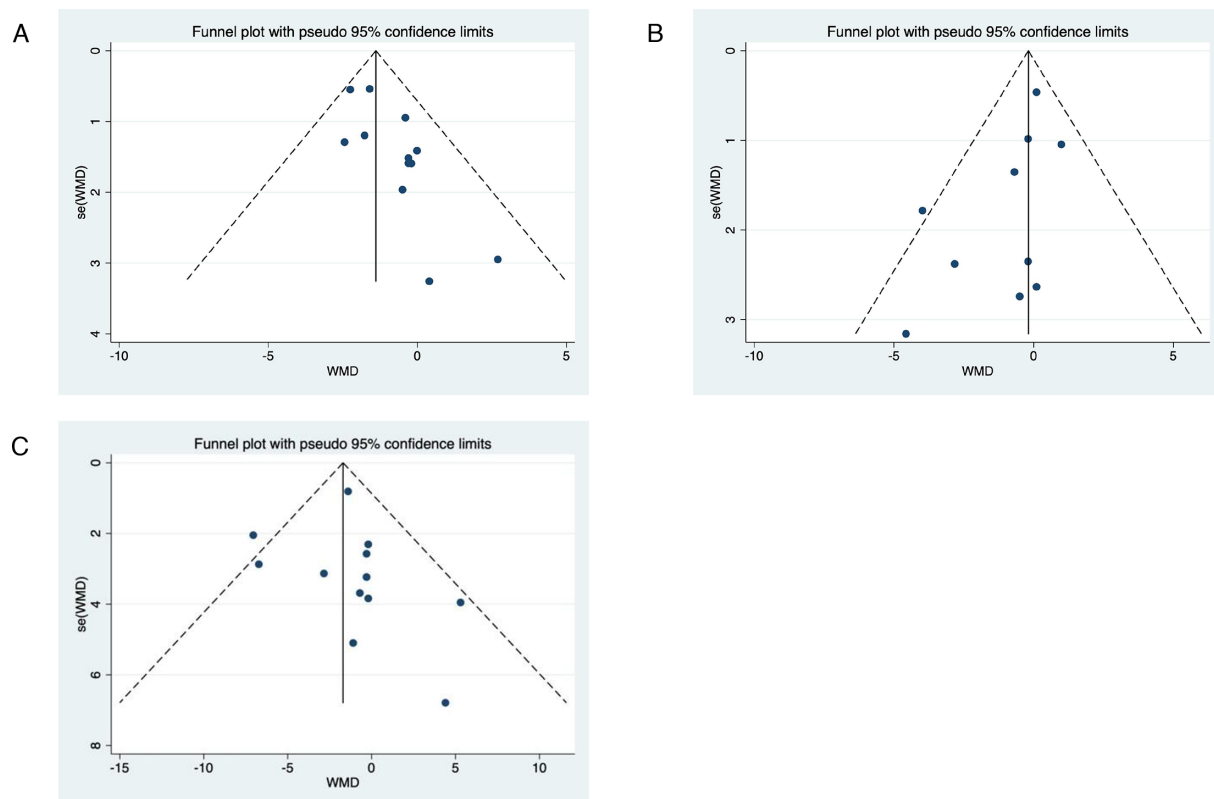 A
Funnel plot with pseudo 95% confidence limits
0
1
2
3
4
se(WMD)
-10 -5 0 5
WMD
B
Funnel plot with pseudo 95% confidence limits
0
1
2
3
se(WMD)
-10 -5 0 5
WMD
C
Funnel plot with pseudo 95% confidence limits
0
2
4
6
8
se(WMD)
-15 -10 -5 0 5 10
WMD